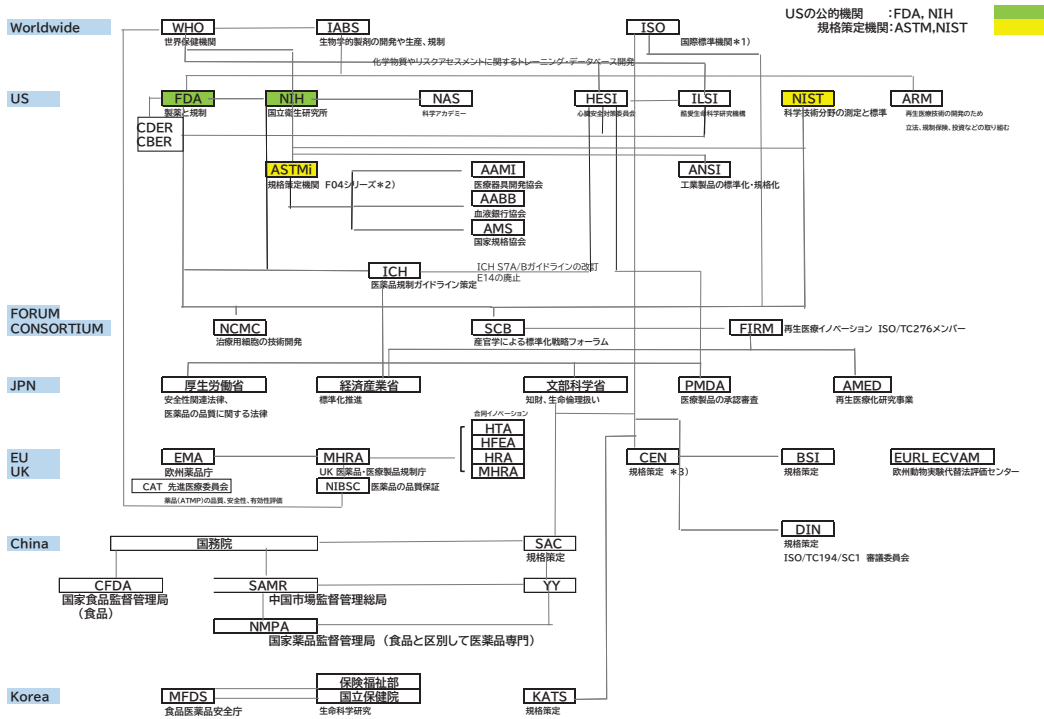 USの公的機関　：FDA, NIH
規格策定機関：ASTM,NIST
Worldwide
WHO
世界保健機関
IABS
生物学的製剤の開発や生産、規制
ISO
国際標準機構＊1)
化学物質やリスクアセスメントに関するトレーニング・データベース開発
US
FDA
製薬と規制
NIH
国立衛生研究所
NAS
科学アカデミー
HESI
心臓安全対策委員会
ILSI
NIST
科学技術分野の測定と標準
ARM
再生医療技術の開発のため
立法、規制保険、投資などの取り組む
CDER
CBER
ASTMi
規格策定機関 F04シリーズ＊2)
AAMI
医療器具開発協会
ANSI
工業製品の標準化・規格化
AABB
血液銀行協会
AMS
国家規格協会
ICH
医薬品規制ガイドライン策定
ICH S7A/Bガイドラインの改訂
E14の廃止
FORUM
CONSORTIUM
NCMC
治療用細胞の技術開発
SCB
産官学による標準化戦略フォーラム
FIRM
再生医療イノベーション ISO/TC276メンバー
JPN
厚生労働省
安全性関連法律、
医薬品の品質に関する法律
経済産業省
標準化推進
文部科学省
知財、生命倫理扱い
PMDA
医療製品の承認審査
AMED
再生医療化研究事業
合同イノベーション
HTA
HFEA
HRA
MHRA
EU
UK
EMA
欧州薬品庁
CAT 先進医療委員会
薬品(ATMP)の品質、安全性、有効性評価
MHRA
UK 医薬品・医療製品規制庁
NIBSC
医薬品の品質保証
CEN
規格策定 ＊3)
BSI
規格策定
EURL ECVAM
欧州動物実験代替法評価センター
DIN
規格策定
ISO/TC194/SC1 審議委員会
China
国務院
SAC
規格策定
CFDA
国家食品監督管理局
（食品）
SAMR
中国市場監督管理総局
YY
NMPA
国家薬品監督管理局 （食品と区別して医薬品専門）
Korea
MFDS
食品医薬品安全庁
保険福祉部
国立保健院
生命科学研究
KATS
規格策定